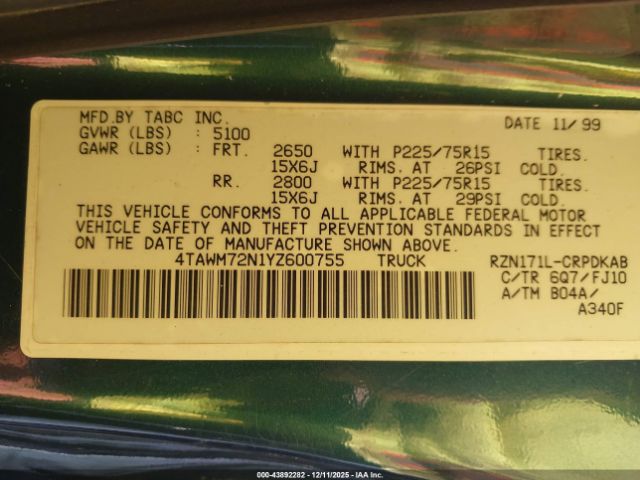 MFD.BY TABC INC. DATE 11/99
GVWR (LBS) : 5100
GAWR (LBS) : FRT. 2650 WITH P225/75R15 TIRES.
15X6J RIMS. AT 26PSI COLD.
RR. 2800 WITH P225/75R15 TIRES.
15X6J RIMS. AT 29PSI COLD.
THIS VEHICLE CONFORMS TO ALL APPLICABLE FEDERAL MOTOR
VEHICLE SAFETY AND THEFT PREVENTION STANDARDS IN EFFECT
ON THE DATE OF MANUFACTURE SHOWN ABOVE.
4TAWM72N1YZ600755 TRUCK RZN171L-CRPDKAB
C/TR 6Q7/FJ10
A/TM B04A/
A340F
00-43892282 - 12/11/2025 - IAA Inc.